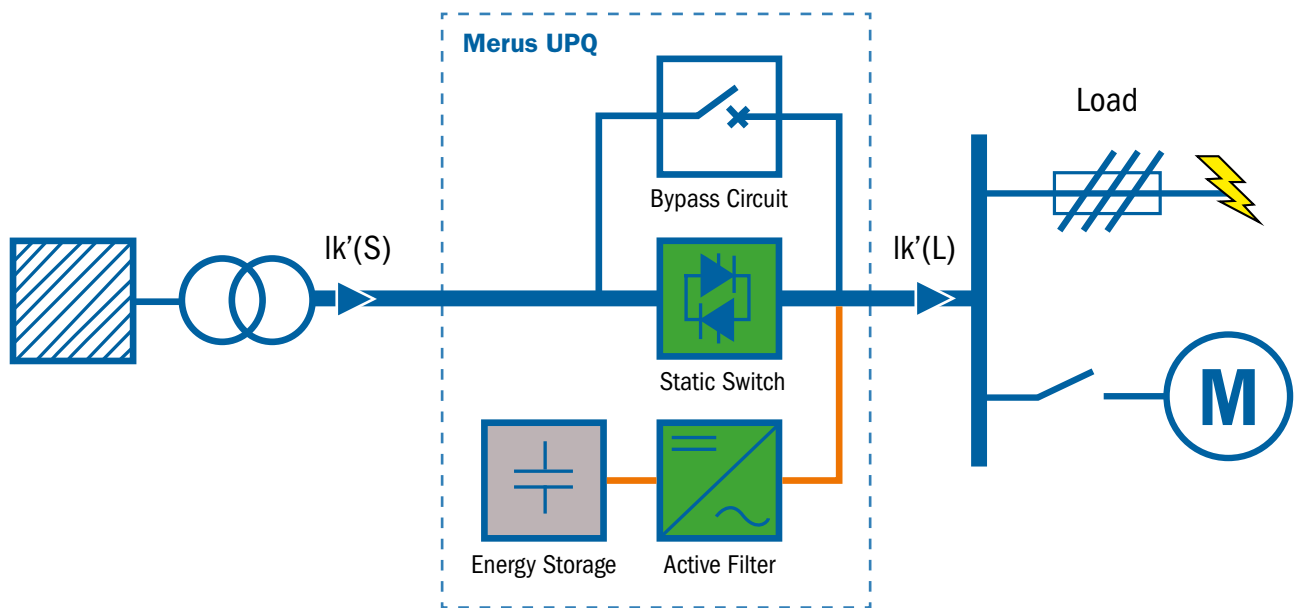 Merus UPQ
Load
Bypass Circuit
Ik’(S)
Ik’(L)
Static Switch
M
Energy Storage
Active Filter